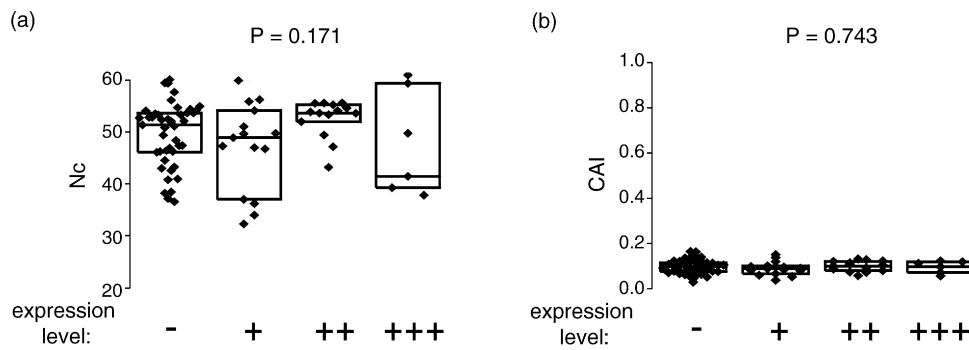 (a)
P = 0.171
60
50
40
30
20
Nc
expression
level:
-
+
++
+++
(b)
P = 0.743
1.0
0.8
0.6
0.4
0.2
0.0
CAI
expression
level:
-
+
++
+++